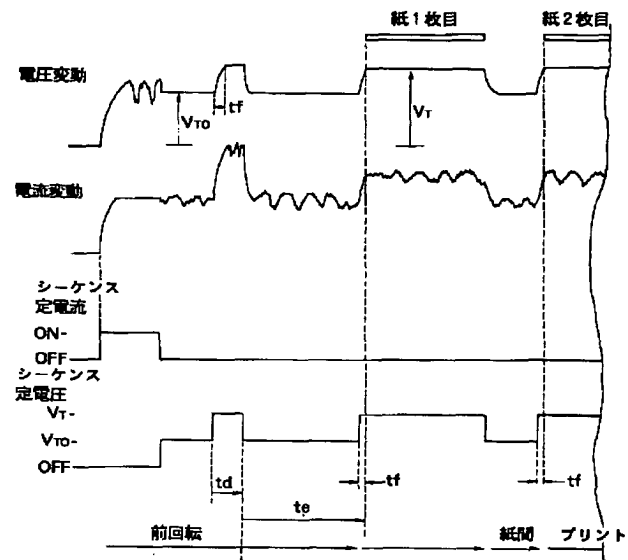 紙1枚目
紙2枚目
電圧変動
tf
VTO
VT
電流変動
シーケンス
定電流
ON-
OFF
シーケンス
定電圧
VT-
VTO-
OFF
td
tf
tf
te
前回転
紙間
プリント